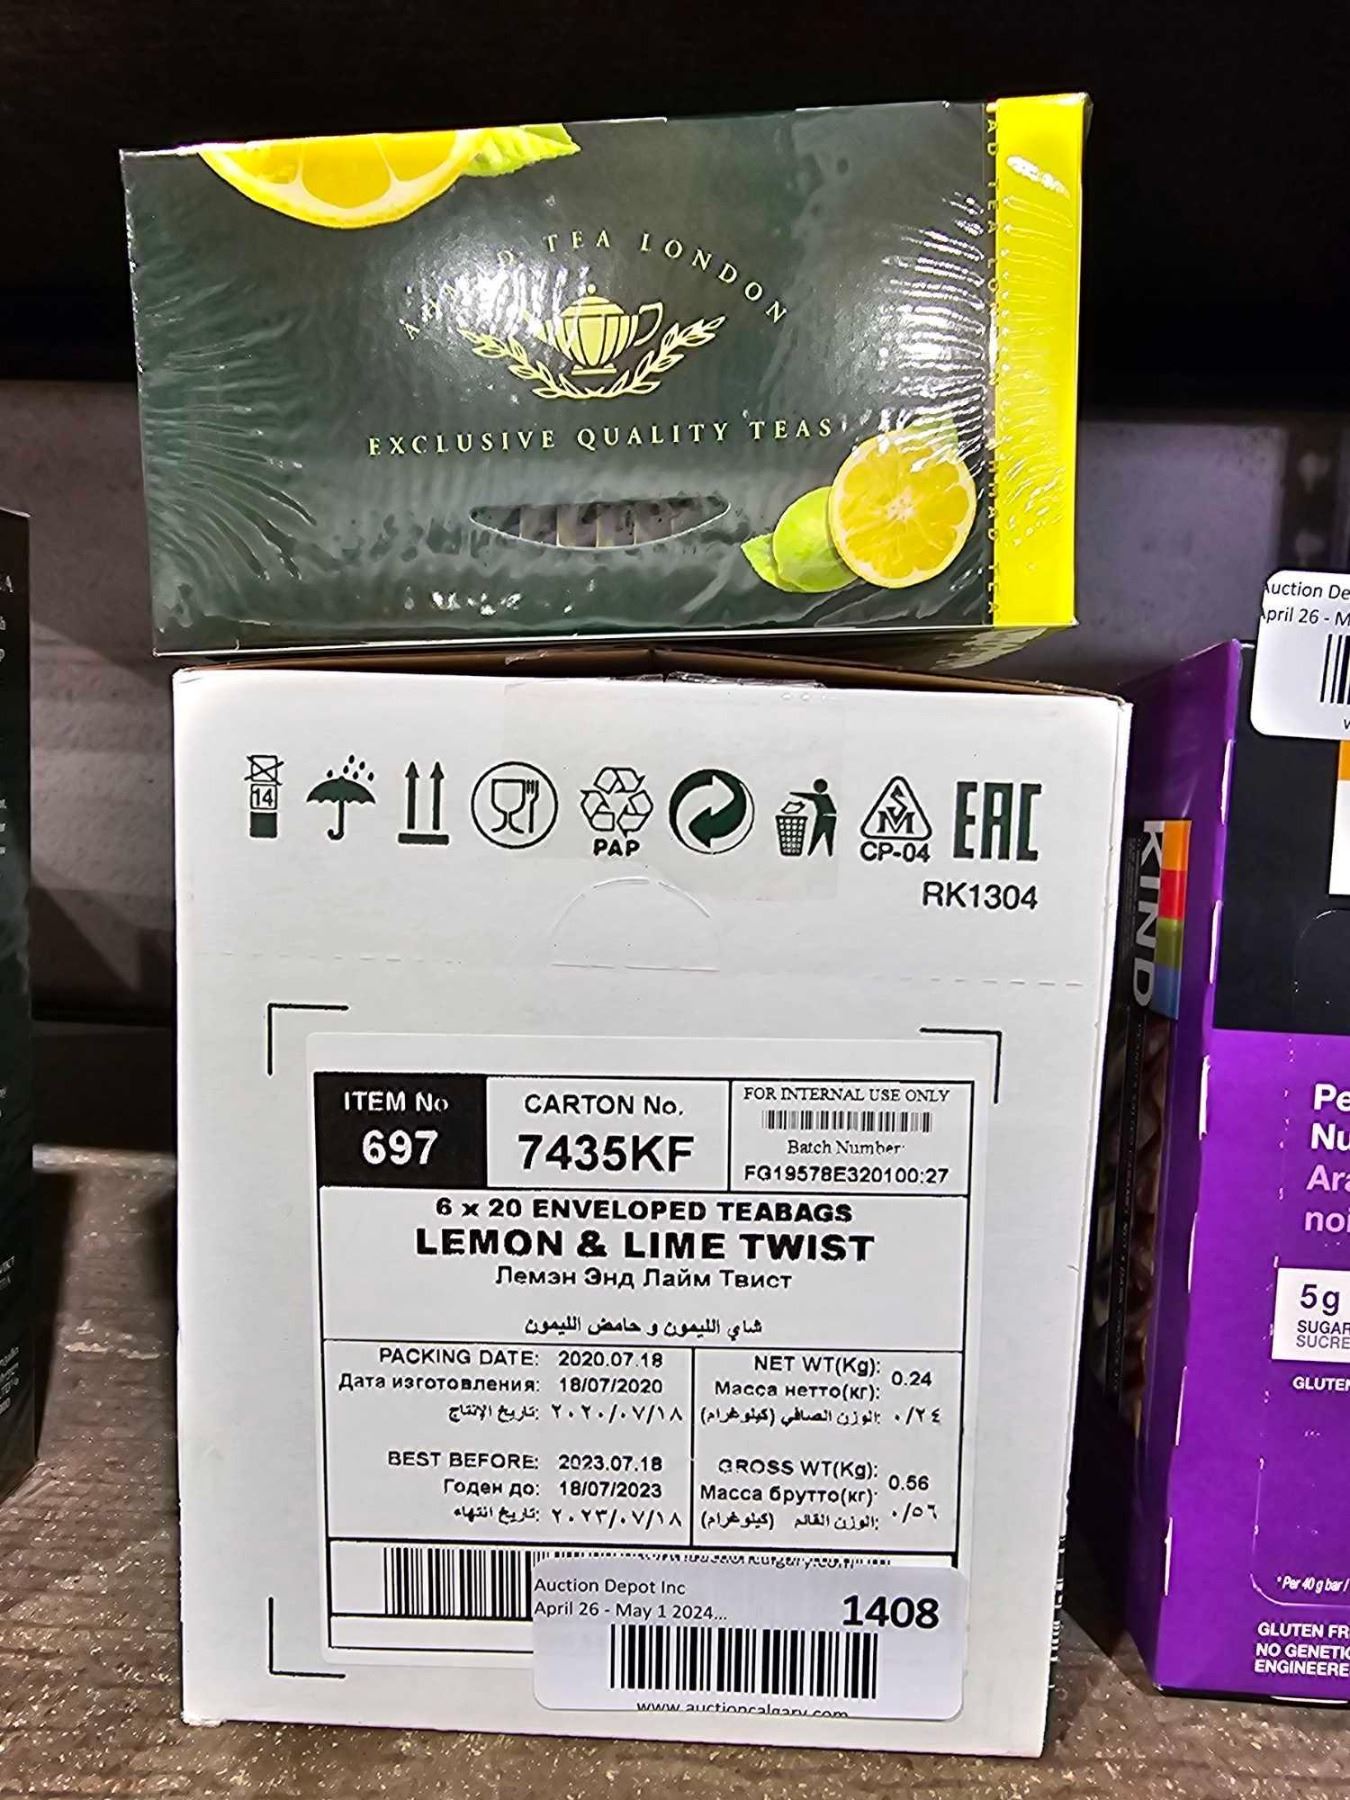 AHMAD TEA LONDON
EXCLUSIVE QUALITY TEAS
14
PAP
CP-04
EAC
RK1304
ITEM No
697
CARTON No.
7435KF
FOR INTERNAL USE ONLY
Batch Number:
FG19578E320100:27
6 x 20 ENVELOPED TEABAGS
LEMON & LIME TWIST
Лемэн Энд Лайм Твист
شاي الليمون و حامض الليمون
PACKING DATE: 2020.07.18
Дата изготовления: 18/07/2020
تاريخ الإنتاج: ٢٠٢٠/٠٧/١٨
BEST BEFORE: 2023.07.18
Годен до: 18/07/2023
تاريخ انتهاء: ٢٠٢٣/٠٧/١٨
NET WT(Kg): 0.24
Масса нетто(кг):
الوزن الصافي (كيلوغرام): ٠/٢٤
GROSS WT(Kg): 0.56
Масса брутто(кг):
الوزن القائم (كيلوغرام): ٠/٥٦
Auction Depot Inc
April 26 - May 1 2024...
1408
www.auctioncalgary.com
Auction De
April 26 - M
KIND
Pe
Nu
Ara
noi
5g
SUGAR
SUCRE
GLUTEN
* Per 40 g bar /
GLUTEN FR
NO GENETIC
ENGINEERE